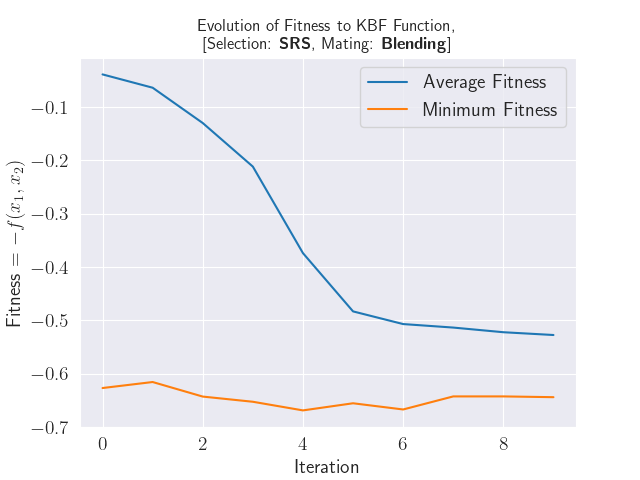 Evolution of Fitness to KBF Function,
[Selection: SRS, Mating: Blending]
Average Fitness
Minimum Fitness
Fitness = −f(x₁, x₂)
−0.1
−0.2
−0.3
−0.4
−0.5
−0.6
−0.7
0 2 4 6 8
Iteration